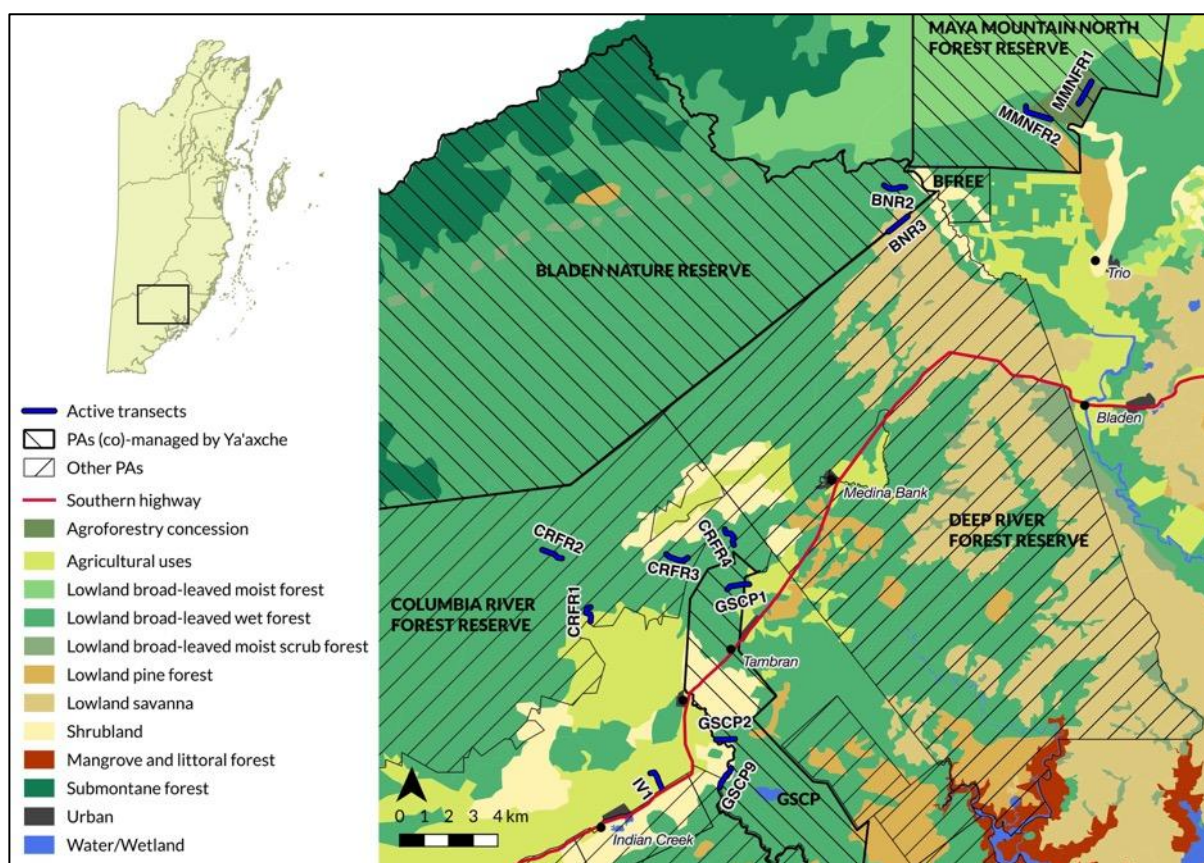 Active transects
PAs (co)-managed by Ya'axche
Other PAs
Southern highway
Agroforestry concession
Agricultural uses
Lowland broad-leaved moist forest
Lowland broad-leaved wet forest
Lowland broad-leaved moist scrub forest
Lowland pine forest
Lowland savanna
Shrubland
Mangrove and littoral forest
Submontane forest
Urban
Water/Wetland
MAYA MOUNTAIN NORTH
FOREST RESERVE
MMNFR1
MMNFR2
BFREE
BNR2
BNR3
BLADEN NATURE RESERVE
Trio
Bladen
Medina Bank
DEEP RIVER
FOREST RESERVE
CRFR2
CRFR3
CRFR4
GSCP1
CRFR1
COLUMBIA RIVER
FOREST RESERVE
Tambran
GSCP2
IV1
GSCP9
GSCP
Indian Creek
0 1 2 3 4 km